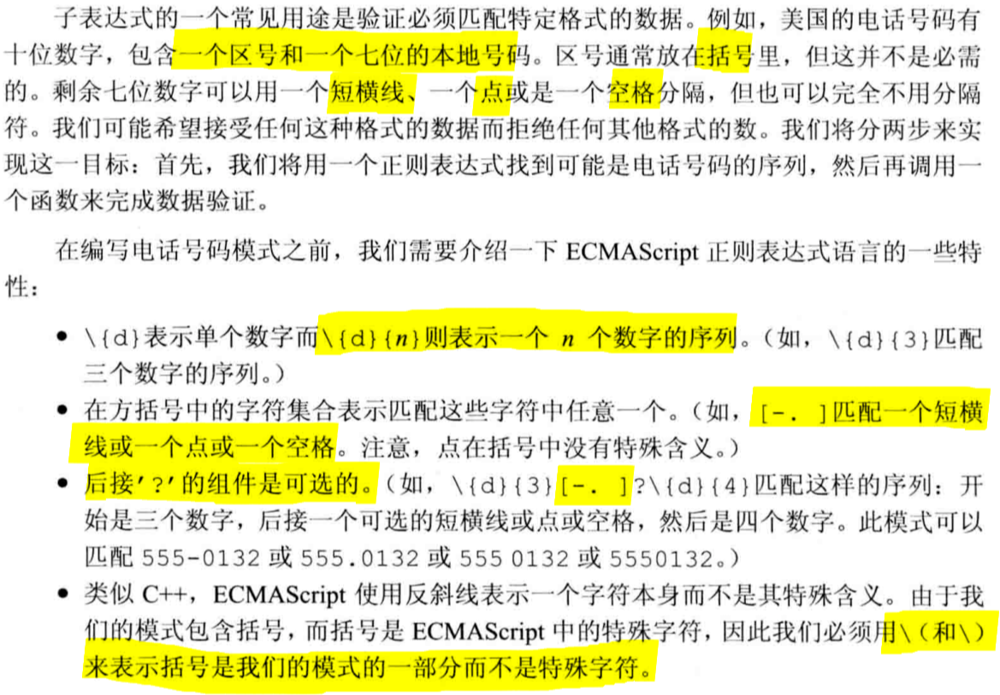 子表达式的一个常见用途是验证必须匹配特定格式的数据。例如，美国的电话号码有
十位数字，包含一个区号和一个七位的本地号码。区号通常放在括号里，但这并不是必需
的。剩余七位数字可以用一个短横线、一个点或是一个空格分隔，但也可以完全不用分隔
符。我们可能希望接受任何这种格式的数据而拒绝任何其他格式的数。我们将分两步来实
现这一目标：首先，我们将用一个正则表达式找到可能是电话号码的序列，然后再调用一
个函数来完成数据验证。
在编写电话号码模式之前，我们需要介绍一下 ECMAScript 正则表达式语言的一些特
性：
• \{d}表示单个数字而\{d}{n}则表示一个 n 个数字的序列。（如，\{d}{3}匹配
三个数字的序列。）
• 在方括号中的字符集合表示匹配这些字符中任意一个。（如，[-. ]匹配一个短横
线或一个点或一个空格。注意，点在括号中没有特殊含义。）
• 后接'?'的组件是可选的。（如，\{d}{3}[-. ]?\{d}{4}匹配这样的序列：开
始是三个数字，后接一个可选的短横线或点或空格，然后是四个数字。此模式可以
匹配 555-0132 或 555.0132 或 555 0132 或 5550132。）
• 类似 C++，ECMAScript 使用反斜线表示一个字符本身而不是其特殊含义。由于我
们的模式包含括号，而括号是 ECMAScript 中的特殊字符，因此我们必须用\(和\)
来表示括号是我们的模式的一部分而不是特殊字符。